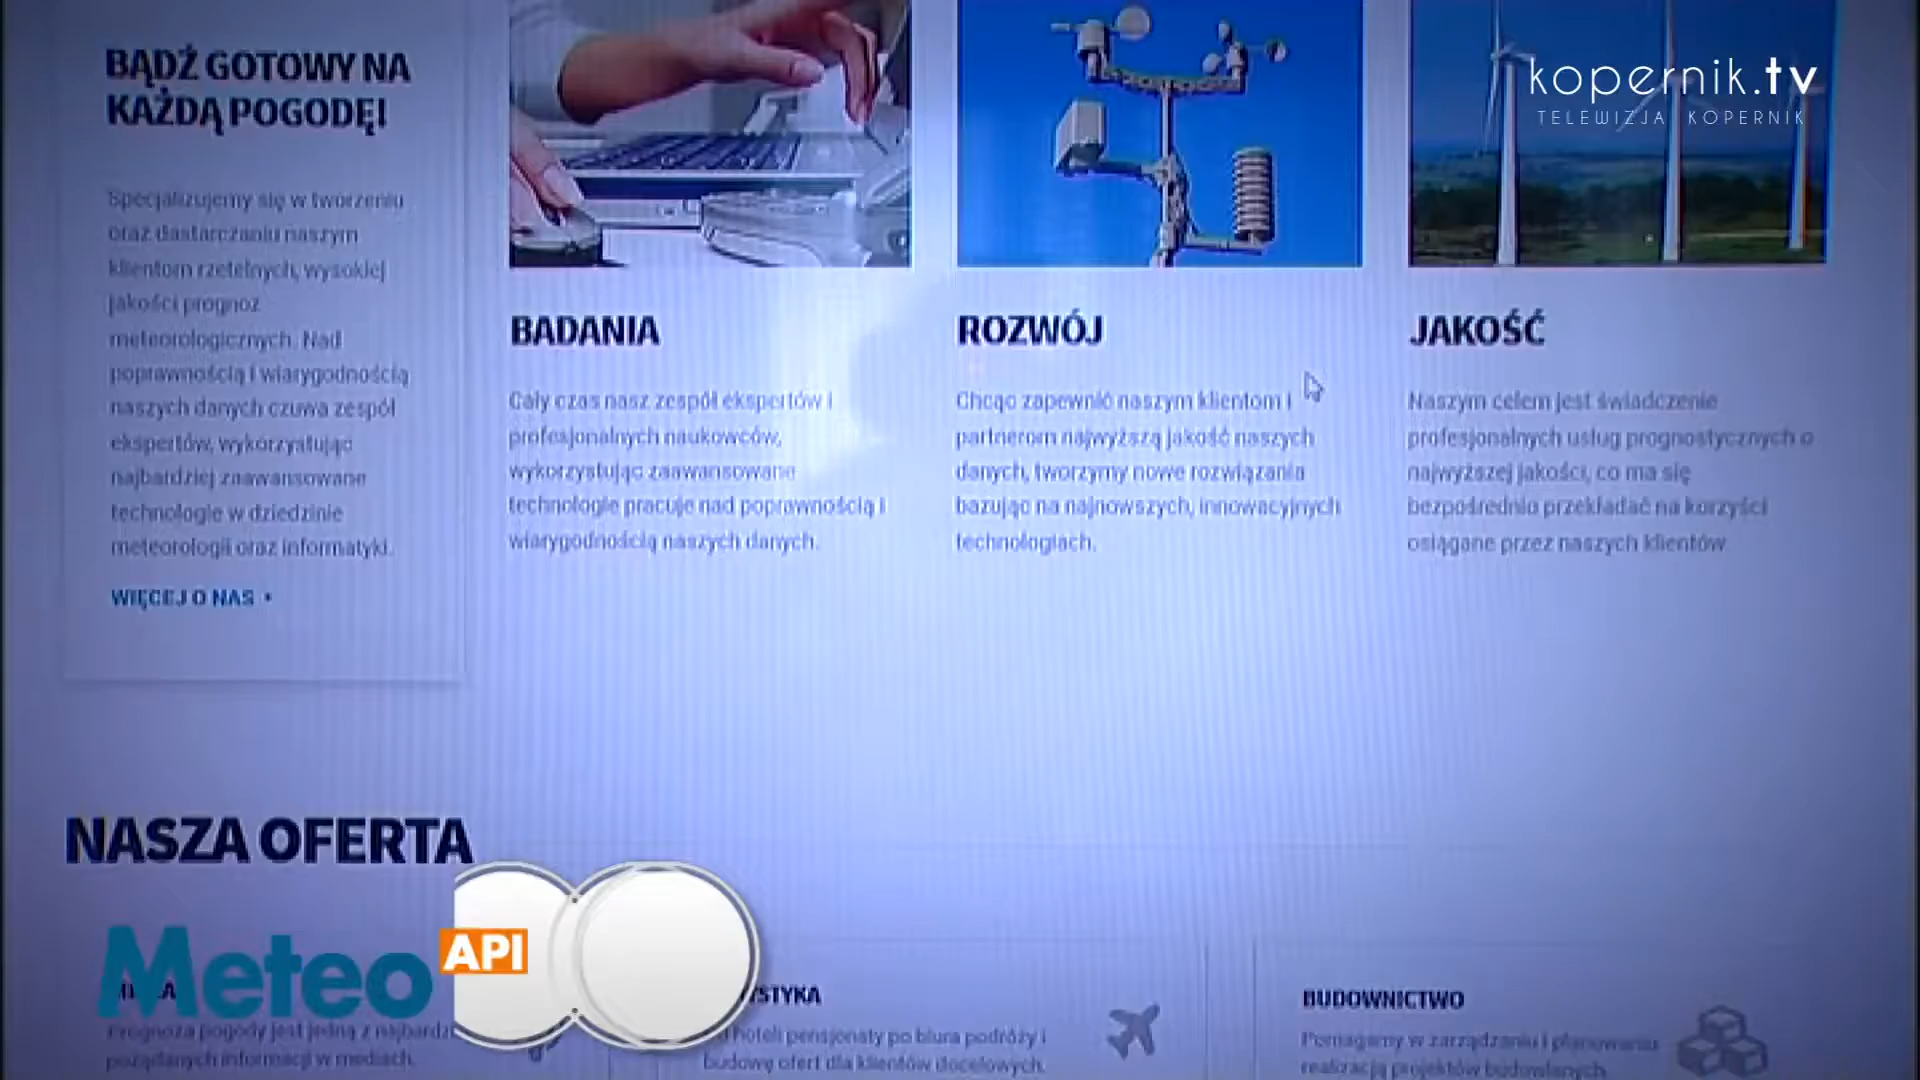 kopernik.tv
TELEWIZJA KOPERNIK
BĄDŹ GOTOWY NA
KAŻDĄ POGODĘ!
Specjalizujemy się w tworzeniu
oraz dostarczaniu naszym
klientom rzetelnych, wysokiej
jakości prognoz
meteorologicznych. Nad
poprawnością i wiarygodnością
naszych danych czuwa zespół
ekspertów, wykorzystując
najbardziej zaawansowane
technologie w dziedzinie
meteorologii oraz informatyki.
WIĘCEJ O NAS
BADANIA
Cały czas nasz zespół ekspertów i
profesjonalnych naukowców,
wykorzystując zaawansowane
technologie pracuje nad poprawnością i
wiarygodnością naszych danych.
ROZWÓJ
Chcąc zapewnić naszym klientom i
partnerom najwyższą jakość naszych
danych, tworzymy nowe rozwiązania
bazując na najnowszych, innowacyjnych
technologiach.
JAKOŚĆ
Naszym celem jest świadczenie
profesjonalnych usług prognostycznych o
najwyższej jakości, co ma się
bezpośrednio przekładać na korzyści
osiągane przez naszych klientów.
NASZA OFERTA
Meteo API
Prognoza pogody jest jedną z najbardzi
pożądanych informacji w mediach.
YSTYKA
hoteli pensjonaty po biura podróży i
budowę ofert dla klientów docelowych.
BUDOWNICTWO
Pomagamy w zarządzaniu i planowaniu
realizacją projektów budowlanych.